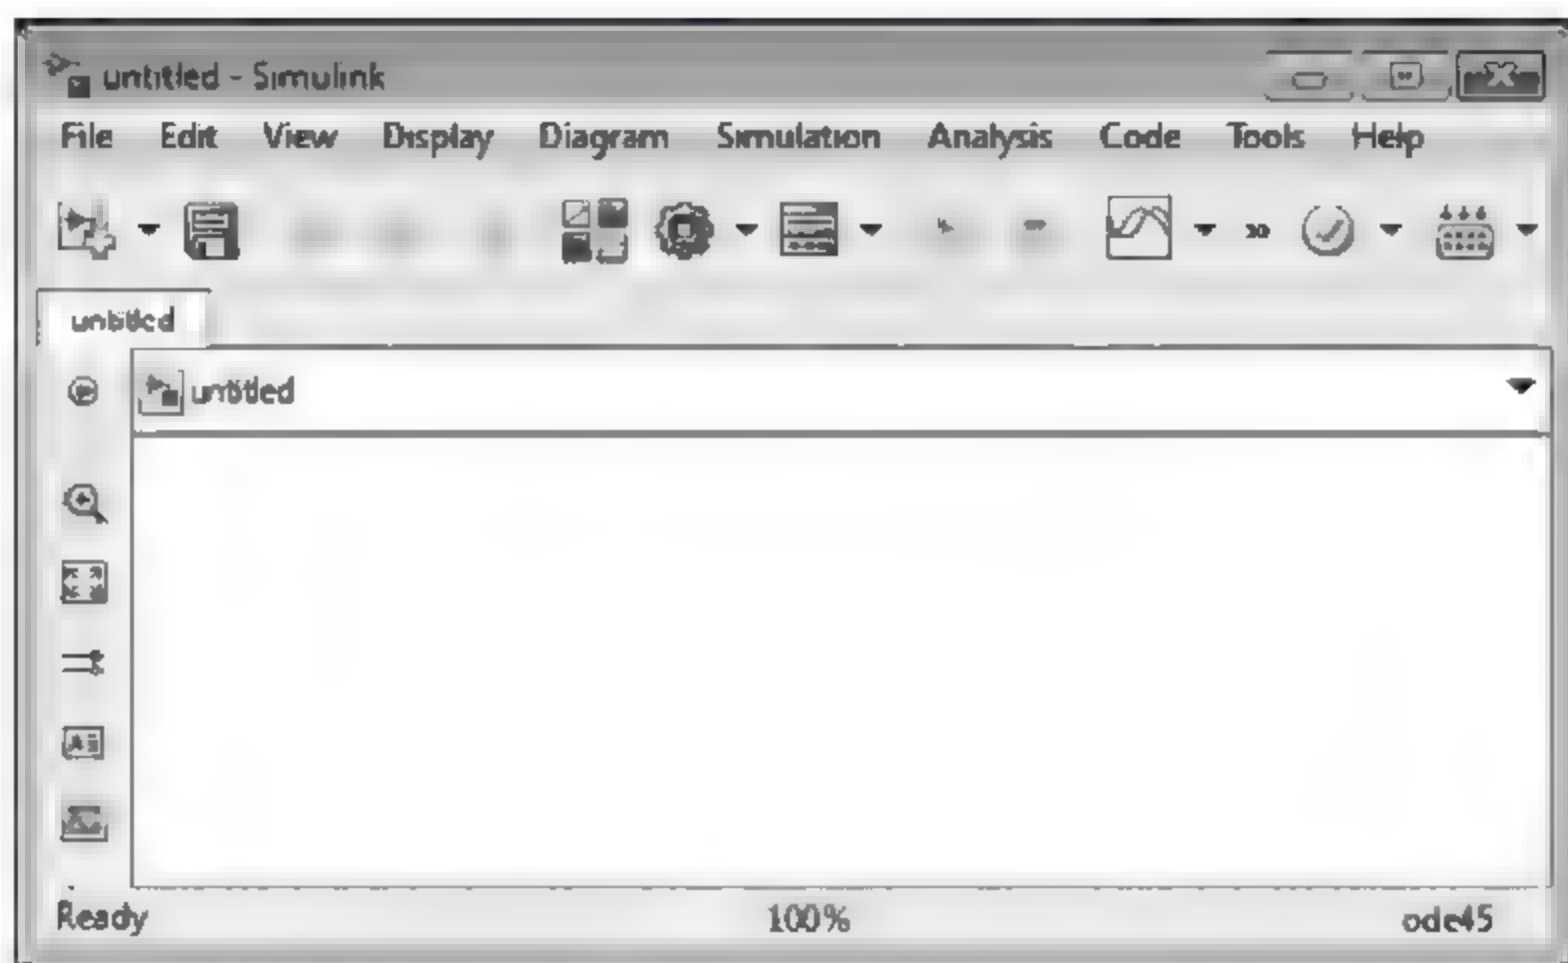 untitled - Simulink
File Edit View Display Diagram Simulation Analysis Code Tools Help
untitled
untitled
Ready 100% ode45